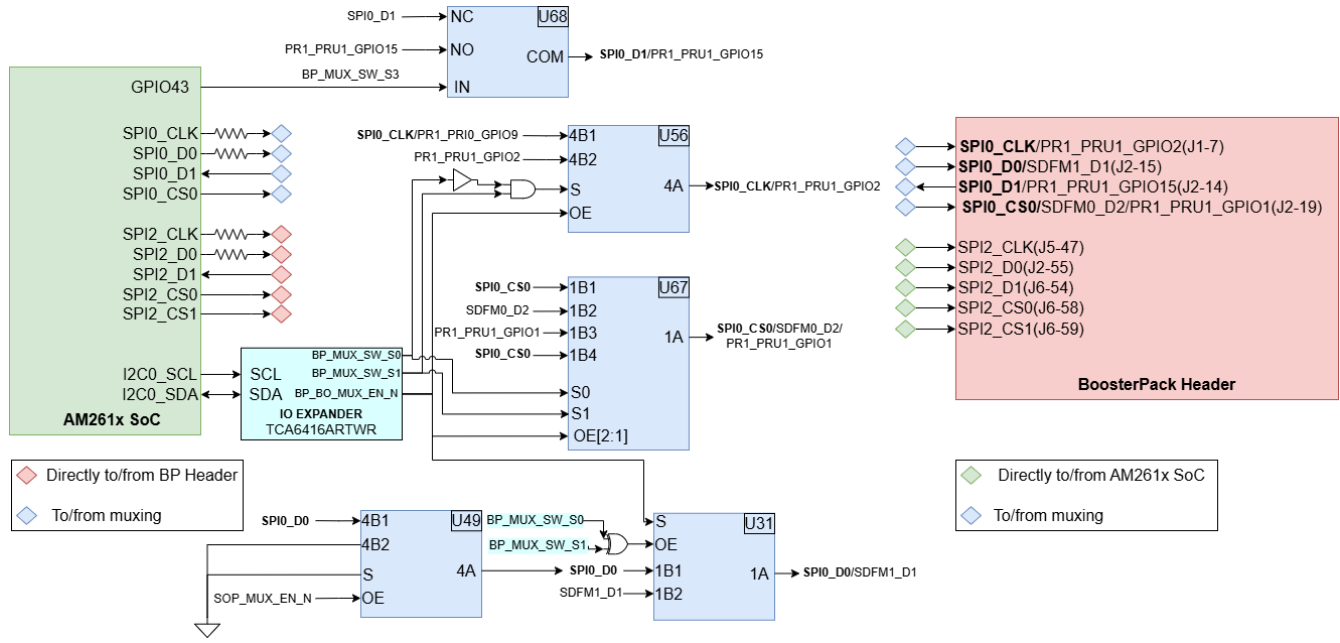 SPI0_D1
NC
U68
PR1_PRU1_GPIO15
NO
COM
SPI0_D1/PR1_PRU1_GPIO15
BP_MUX_SW_S3
IN
GPIO43
SPI0_CLK
SPI0_D0
SPI0_D1
SPI0_CS0
SPI2_CLK
SPI2_D0
SPI2_D1
SPI2_CS0
SPI2_CS1
I2C0_SCL
I2C0_SDA
AM261x SoC
SPI0_CLK/PR1_PRI0_GPIO9
4B1
U56
PR1_PRU1_GPIO2
4B2
4A
SPI0_CLK/PR1_PRU1_GPIO2
S
OE
SPI0_CS0
1B1
U67
SDFM0_D2
1B2
PR1_PRU1_GPIO1
1B3
1A
SPI0_CS0/SDFM0_D2/
PR1_PRU1_GPIO1
SPI0_CS0
1B4
S0
S1
OE[2:1]
BP_MUX_SW_S0
SCL
BP_MUX_SW_S1
SDA
BP_BO_MUX_EN_N
IO EXPANDER
TCA6416ARTWR
SPI0_CLK/PR1_PRU1_GPIO2(J1-7)
SPI0_D0/SDFM1_D1(J2-15)
SPI0_D1/PR1_PRU1_GPIO15(J2-14)
SPI0_CS0/SDFM0_D2/PR1_PRU1_GPIO1(J2-19)
SPI2_CLK(J5-47)
SPI2_D0(J2-55)
SPI2_D1(J6-54)
SPI2_CS0(J6-58)
SPI2_CS1(J6-59)
BoosterPack Header
Directly to/from BP Header
To/from muxing
Directly to/from AM261x SoC
To/from muxing
SPI0_D0
4B1
U49
4B2
S
4A
SOP_MUX_EN_N
OE
BP_MUX_SW_S0
BP_MUX_SW_S1
S
U31
OE
SPI0_D0
1B1
1A
SPI0_D0/SDFM1_D1
SDFM1_D1
1B2